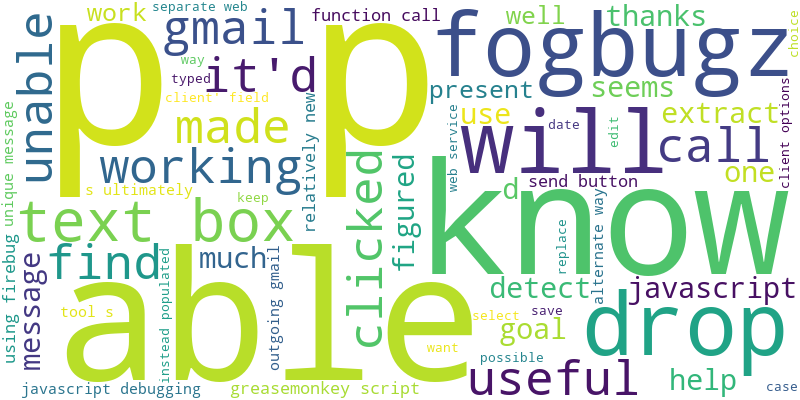 work
separate web
function call
well
thanks
choice
unable
p p
gmail
fogbugz
it'd
way
typed
client' field
present
seems
made
relatively new
use
date
edit
extract
unique message
working
web service
will
call
client options
one
s ultimately
keep
clicked
figured
d
send button
know
text box
find
much
message
using firebug
instead populated
outgoing gmail
able
detect
replace
alternate way
javascript
tool s
select
save
goal
drop
want
possible
useful
help
javascript debugging
greasemonkey script
case